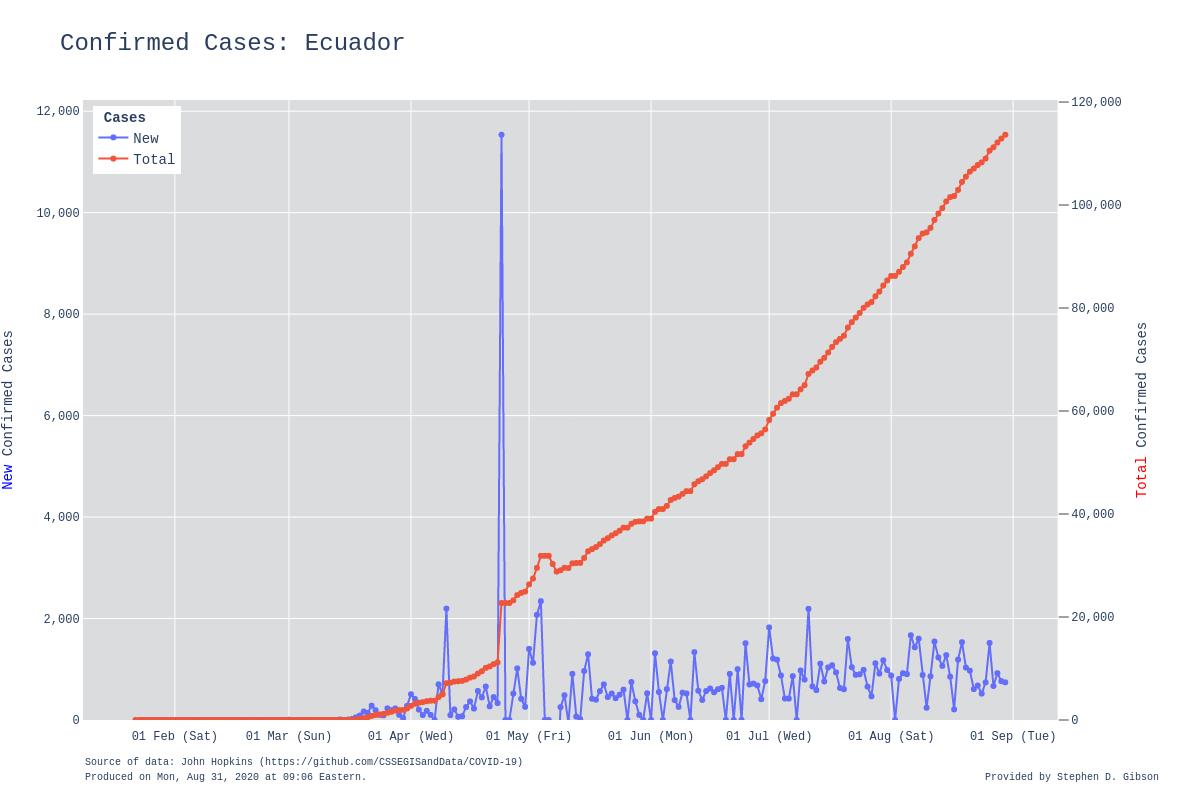 Confirmed Cases: Ecuador
Cases
New
Total
12,000
10,000
8,000
6,000
4,000
2,000
0
120,000
100,000
80,000
60,000
40,000
20,000
0
New Confirmed Cases
Total Confirmed Cases
01 Feb (Sat)
01 Mar (Sun)
01 Apr (Wed)
01 May (Fri)
01 Jun (Mon)
01 Jul (Wed)
01 Aug (Sat)
01 Sep (Tue)
Source of data: John Hopkins (https://github.com/CSSEGISandData/COVID-19)
Produced on Mon, Aug 31, 2020 at 09:06 Eastern.
Provided by Stephen D. Gibson